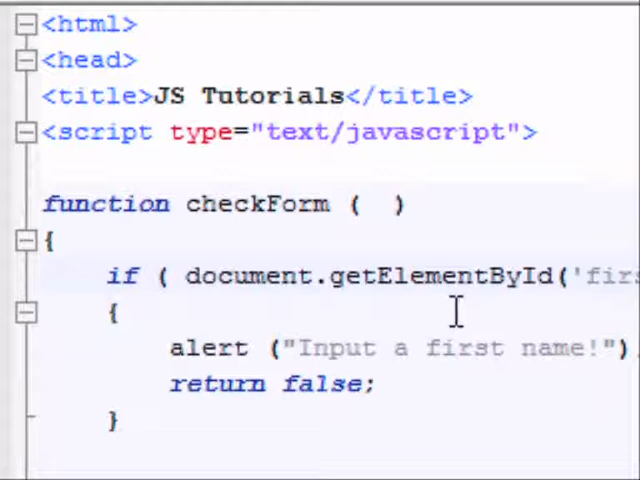 <html>
<head>
<title>JS Tutorials</title>
<script type="text/javascript">
function checkForm (  )
{
if ( document.getElementById('firs
{
alert ("Input a first name!")
return false;
}